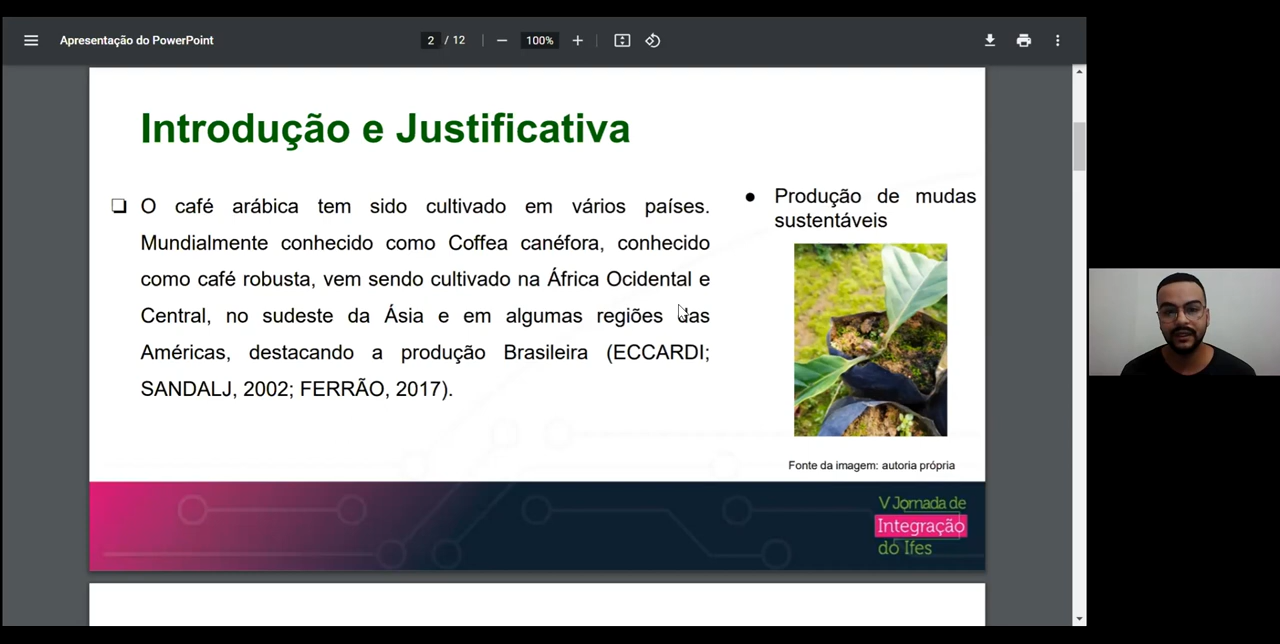 Apresentação do PowerPoint
2 / 12
100%
Introdução e Justificativa
O café arábica tem sido cultivado em vários países.
Mundialmente conhecido como Coffea canéfora, conhecido
como café robusta, vem sendo cultivado na África Ocidental e
Central, no sudeste da Ásia e em algumas regiões das
Américas, destacando a produção Brasileira (ECCARDI;
SANDALJ, 2002; FERRÃO, 2017).
Produção de mudas
sustentáveis
Fonte da imagem: autoria própria
V Jornada de
Integração
do Ifes